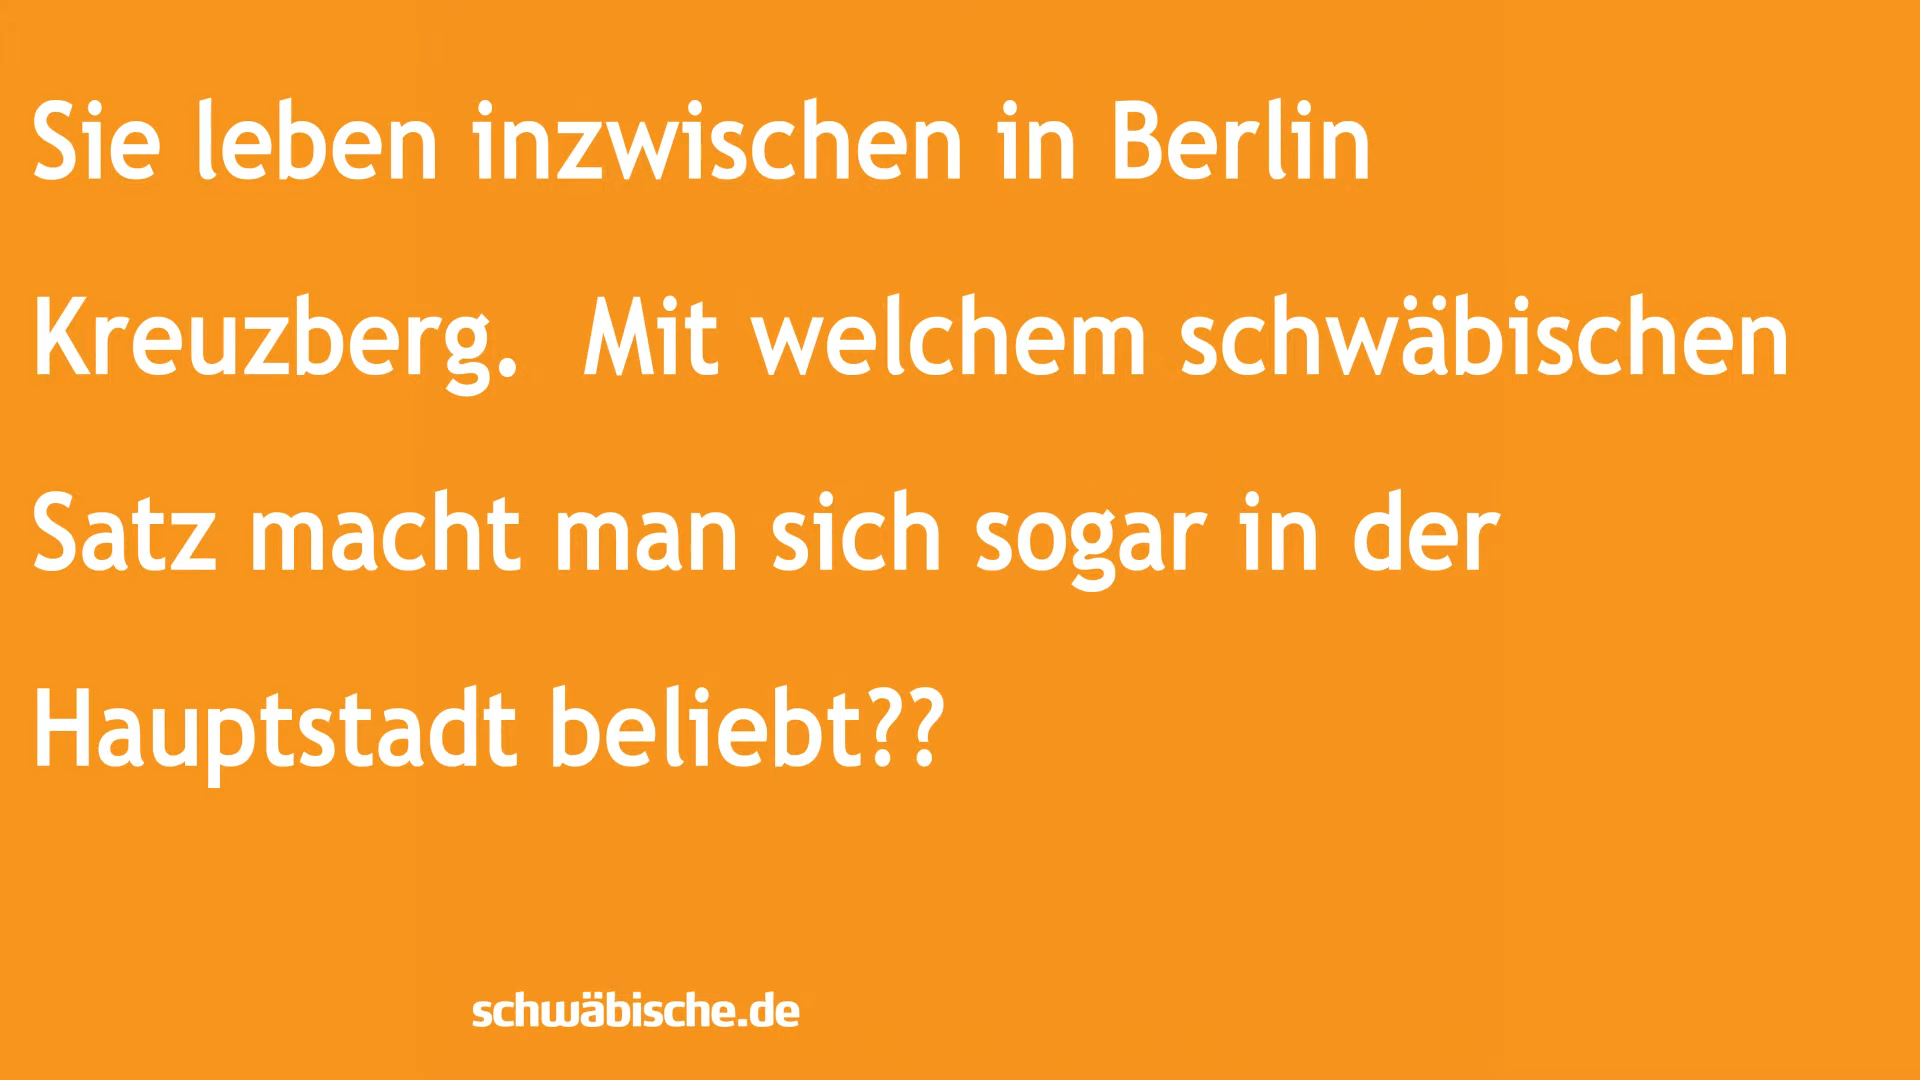 Sie leben inzwischen in Berlin
Kreuzberg.  Mit welchem schwäbischen
Satz macht man sich sogar in der
Hauptstadt beliebt??
schwäbische.de